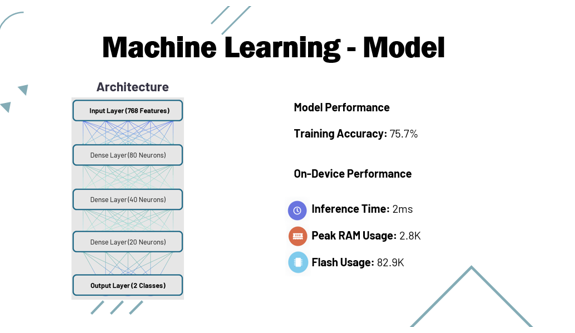 Machine Learning - Model
Architecture
Input Layer (768 Features)
Dense Layer (80 Neurons)
Dense Layer (40 Neurons)
Dense Layer (20 Neurons)
Output Layer (2 Classes)
Model Performance
Training Accuracy: 75.7%
On-Device Performance
Inference Time: 2ms
Peak RAM Usage: 2.8K
Flash Usage: 82.9K